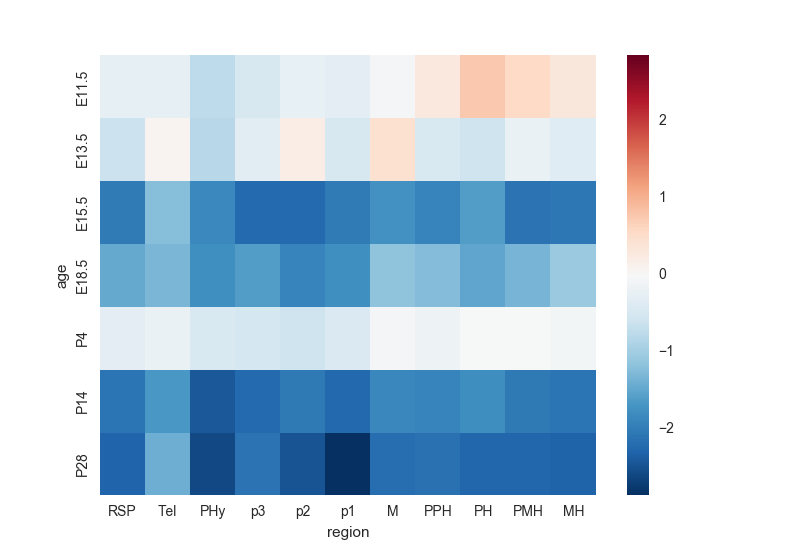 E11.5
E13.5
E15.5
E18.5
P4
P14
P28
age
RSP Tel PHy p3 p2 p1 M PPH PH PMH MH
region
2
1
0
−1
−2